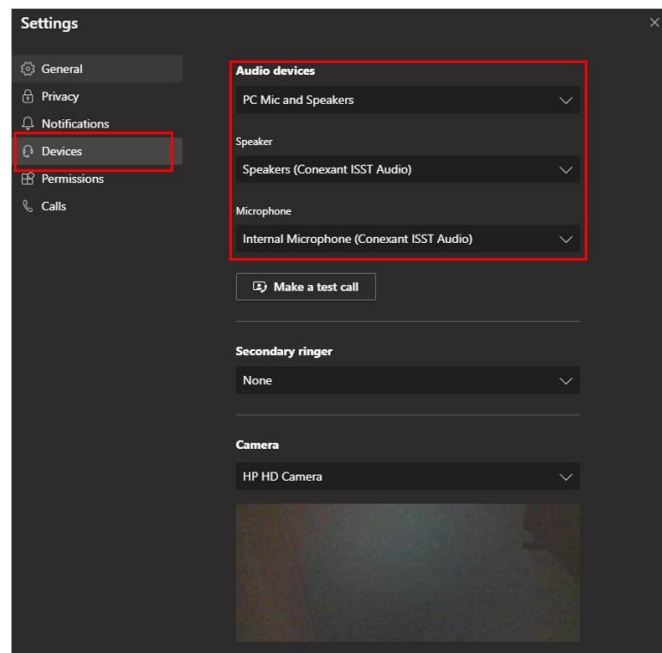 Settings
General
Privacy
Notifications
Devices
Permissions
Calls
Audio devices
PC Mic and Speakers
Speaker
Speakers (Conexant ISST Audio)
Microphone
Internal Microphone (Conexant ISST Audio)
Make a test call
Secondary ringer
None
Camera
HP HD Camera